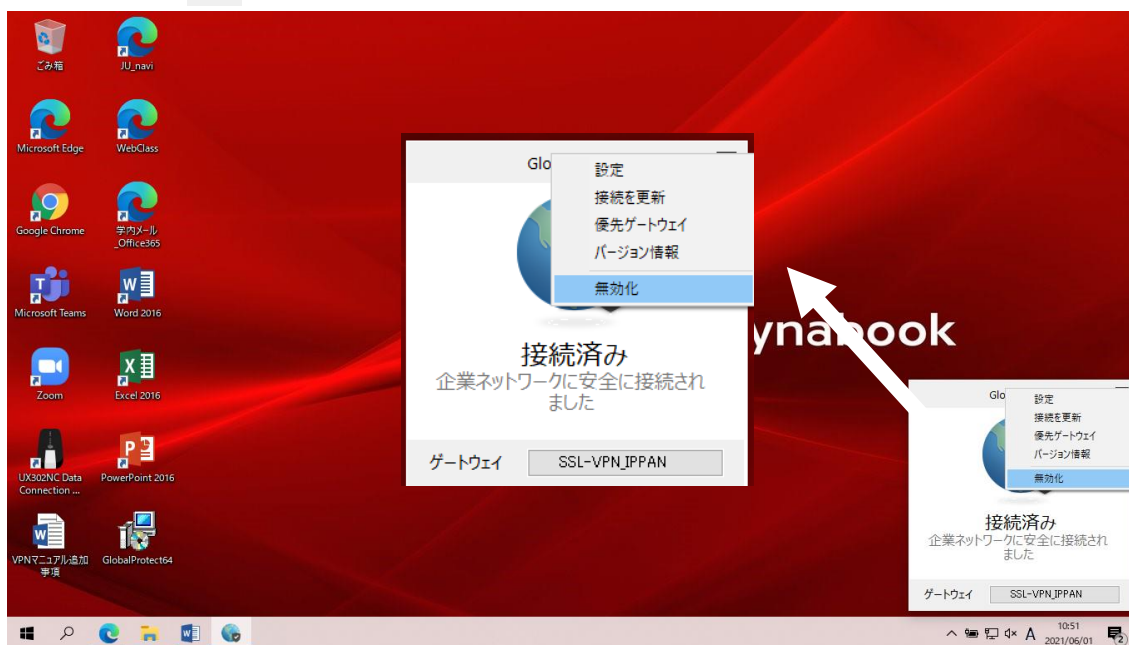 ごみ箱
JU_navi
Microsoft Edge
WebClass
Google Chrome
学内メール
_Office365
Microsoft Teams
Word 2016
Zoom
Excel 2016
UX302NC Data
Connection ...
PowerPoint 2016
VPNマニュアル追加
事項
GlobalProtect64
Glo
設定
接続を更新
優先ゲートウェイ
バージョン情報
無効化
接続済み
企業ネットワークに安全に接続され
ました
ゲートウェイ
SSL-VPN_IPPAN
ynabook
Glo
設定
接続を更新
優先ゲートウェイ
バージョン情報
無効化
接続済み
企業ネットワークに安全に接続され
ました
ゲートウェイ
SSL-VPN_IPPAN
A
10:51
2021/06/01
2